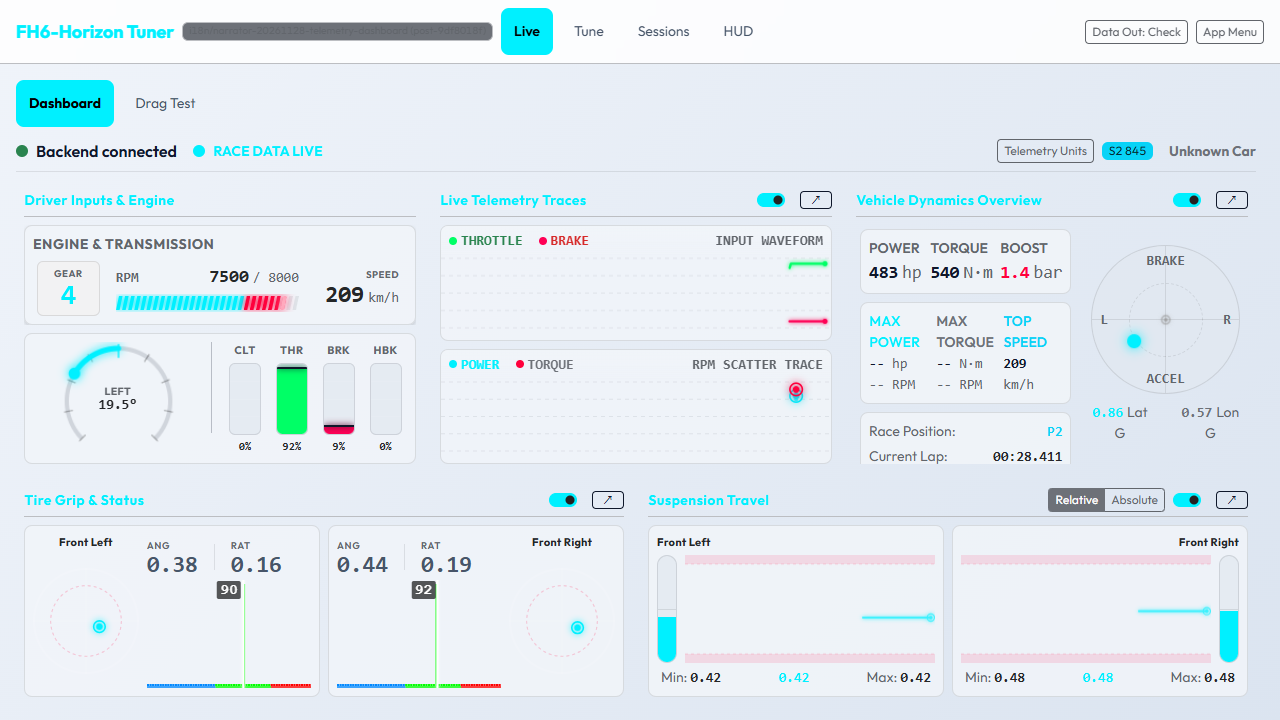 FH6-Horizon Tuner
Live
Tune
Sessions
HUD
Data Out: Check
App Menu
Dashboard
Drag Test
Backend connected
RACE DATA LIVE
Telemetry Units
S2 845
Unknown Car
Driver Inputs & Engine
ENGINE & TRANSMISSION
GEAR
4
RPM
7500 / 8000
SPEED
209 km/h
LEFT
19.5°
CLT THR BRK HBK
0% 92% 9% 0%
Live Telemetry Traces
↗
THROTTLE BRAKE INPUT WAVEFORM
POWER TORQUE RPM SCATTER TRACE
Vehicle Dynamics Overview
↗
POWER TORQUE BOOST
483 hp 540 N·m 1.4 bar
MAX POWER
-- hp
-- RPM
MAX TORQUE
-- N·m
-- RPM
TOP SPEED
209
km/h
Race Position: P2
Current Lap: 00:28.411
BRAKE
L R
ACCEL
0.86 Lat G
0.57 Lon G
Tire Grip & Status
↗
Front Left
ANG RAT
0.38 0.16
90
ANG RAT
0.44 0.19
92
Front Right
Suspension Travel
Relative Absolute
↗
Front Left
Min: 0.42 0.42 Max: 0.42
Front Right
Min: 0.48 0.48 Max: 0.48